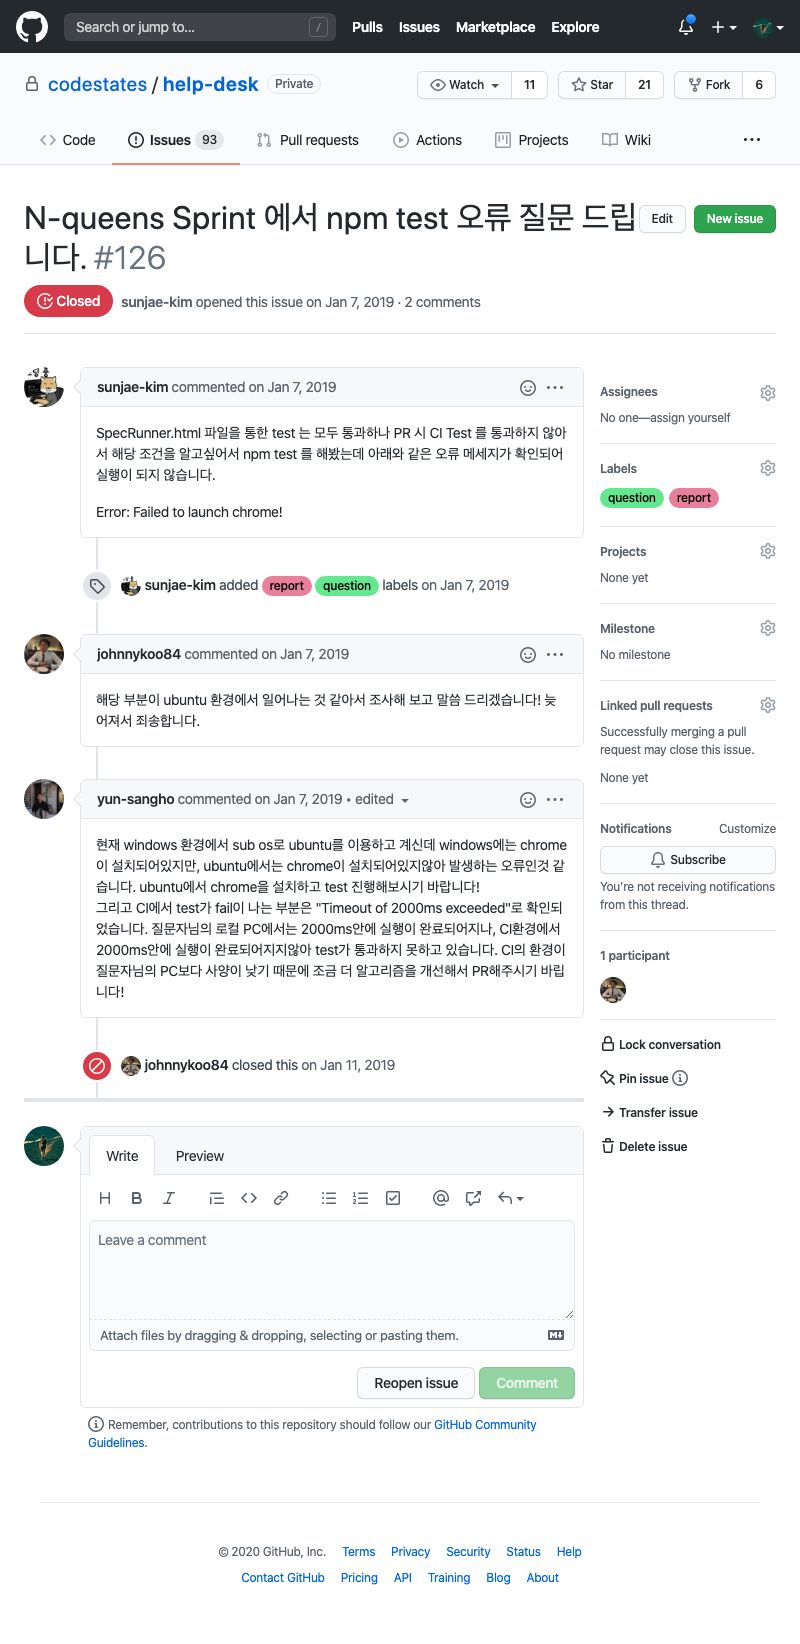 Search or jump to...
/
Pulls Issues Marketplace Explore
codestates / help-desk Private
Watch 11 Star 21 Fork 6
Code Issues 93 Pull requests Actions Projects Wiki ...
N-queens Sprint 에서 npm test 오류 질문 드립
니다. #126
Edit New issue
Closed sunjae-kim opened this issue on Jan 7, 2019 · 2 comments
sunjae-kim commented on Jan 7, 2019
SpecRunner.html 파일을 통한 test 는 모두 통과하나 PR 시 CI Test 를 통과하지 않아
서 해당 조건을 알고싶어서 npm test 를 해봤는데 아래와 같은 오류 메세지가 확인되어
실행이 되지 않습니다.
Error: Failed to launch chrome!
sunjae-kim added report question labels on Jan 7, 2019
johnnykoo84 commented on Jan 7, 2019
해당 부분이 ubuntu 환경에서 일어나는 것 같아서 조사해 보고 말씀 드리겠습니다! 늦
어져서 죄송합니다.
yun-sangho commented on Jan 7, 2019 • edited
현재 windows 환경에서 sub os로 ubuntu를 이용하고 계신데 windows에는 chrome
이 설치되어있지만, ubuntu에서는 chrome이 설치되어있지않아 발생하는 오류인것 같
습니다. ubuntu에서 chrome을 설치하고 test 진행해보시기 바랍니다!
그리고 CI에서 test가 fail이 나는 부분은 "Timeout of 2000ms exceeded"로 확인되
었습니다. 질문자님의 로컬 PC에서는 2000ms안에 실행이 완료되어지나, CI환경에서
2000ms안에 실행이 완료되어지지않아 test가 통과하지 못하고 있습니다. CI의 환경이
질문자님의 PC보다 사양이 낮기 때문에 조금 더 알고리즘을 개선해서 PR해주시기 바랍
니다!
johnnykoo84 closed this on Jan 11, 2019
Assignees
No one—assign yourself
Labels
question report
Projects
None yet
Milestone
No milestone
Linked pull requests
Successfully merging a pull
request may close this issue.
None yet
Notifications Customize
Subscribe
You're not receiving notifications
from this thread.
1 participant
Lock conversation
Pin issue
Transfer issue
Delete issue
Write Preview
H B I
Leave a comment
Attach files by dragging & dropping, selecting or pasting them.
Reopen issue Comment
Remember, contributions to this repository should follow our GitHub Community
Guidelines.
© 2020 GitHub, Inc. Terms Privacy Security Status Help
Contact GitHub Pricing API Training Blog About